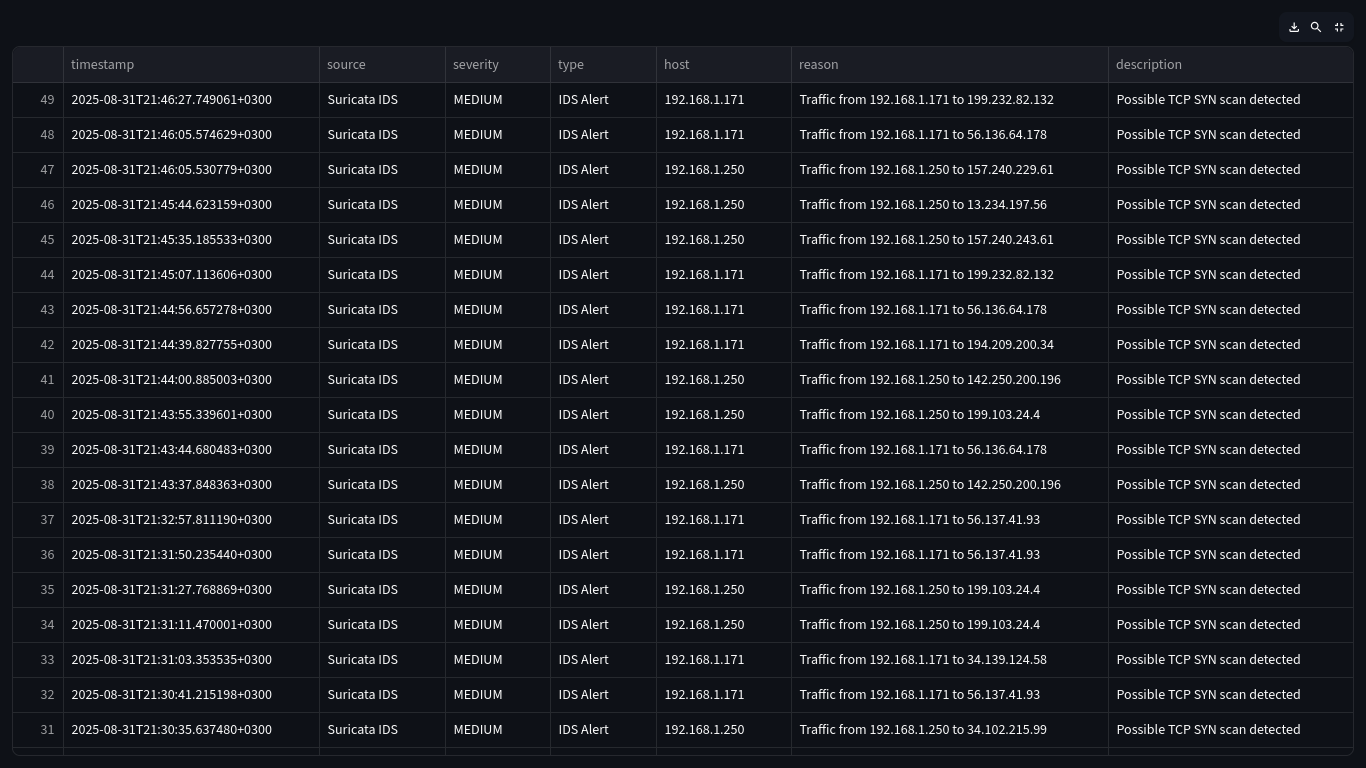 timestamp source severity type host reason description
49 2025-08-31T21:46:27.749061+0300 Suricata IDS MEDIUM IDS Alert 192.168.1.171 Traffic from 192.168.1.171 to 199.232.82.132 Possible TCP SYN scan detected
48 2025-08-31T21:46:05.574629+0300 Suricata IDS MEDIUM IDS Alert 192.168.1.171 Traffic from 192.168.1.171 to 56.136.64.178 Possible TCP SYN scan detected
47 2025-08-31T21:46:05.530779+0300 Suricata IDS MEDIUM IDS Alert 192.168.1.250 Traffic from 192.168.1.250 to 157.240.229.61 Possible TCP SYN scan detected
46 2025-08-31T21:45:44.623159+0300 Suricata IDS MEDIUM IDS Alert 192.168.1.250 Traffic from 192.168.1.250 to 13.234.197.56 Possible TCP SYN scan detected
45 2025-08-31T21:45:35.185533+0300 Suricata IDS MEDIUM IDS Alert 192.168.1.250 Traffic from 192.168.1.250 to 157.240.243.61 Possible TCP SYN scan detected
44 2025-08-31T21:45:07.113606+0300 Suricata IDS MEDIUM IDS Alert 192.168.1.171 Traffic from 192.168.1.171 to 199.232.82.132 Possible TCP SYN scan detected
43 2025-08-31T21:44:56.657278+0300 Suricata IDS MEDIUM IDS Alert 192.168.1.171 Traffic from 192.168.1.171 to 56.136.64.178 Possible TCP SYN scan detected
42 2025-08-31T21:44:39.827755+0300 Suricata IDS MEDIUM IDS Alert 192.168.1.171 Traffic from 192.168.1.171 to 194.209.200.34 Possible TCP SYN scan detected
41 2025-08-31T21:44:00.885003+0300 Suricata IDS MEDIUM IDS Alert 192.168.1.250 Traffic from 192.168.1.250 to 142.250.200.196 Possible TCP SYN scan detected
40 2025-08-31T21:43:55.339601+0300 Suricata IDS MEDIUM IDS Alert 192.168.1.250 Traffic from 192.168.1.250 to 199.103.24.4 Possible TCP SYN scan detected
39 2025-08-31T21:43:44.680483+0300 Suricata IDS MEDIUM IDS Alert 192.168.1.171 Traffic from 192.168.1.171 to 56.136.64.178 Possible TCP SYN scan detected
38 2025-08-31T21:43:37.848363+0300 Suricata IDS MEDIUM IDS Alert 192.168.1.250 Traffic from 192.168.1.250 to 142.250.200.196 Possible TCP SYN scan detected
37 2025-08-31T21:32:57.811190+0300 Suricata IDS MEDIUM IDS Alert 192.168.1.171 Traffic from 192.168.1.171 to 56.137.41.93 Possible TCP SYN scan detected
36 2025-08-31T21:31:50.235440+0300 Suricata IDS MEDIUM IDS Alert 192.168.1.171 Traffic from 192.168.1.171 to 56.137.41.93 Possible TCP SYN scan detected
35 2025-08-31T21:31:27.768869+0300 Suricata IDS MEDIUM IDS Alert 192.168.1.250 Traffic from 192.168.1.250 to 199.103.24.4 Possible TCP SYN scan detected
34 2025-08-31T21:31:11.470001+0300 Suricata IDS MEDIUM IDS Alert 192.168.1.250 Traffic from 192.168.1.250 to 199.103.24.4 Possible TCP SYN scan detected
33 2025-08-31T21:31:03.353535+0300 Suricata IDS MEDIUM IDS Alert 192.168.1.171 Traffic from 192.168.1.171 to 34.139.124.58 Possible TCP SYN scan detected
32 2025-08-31T21:30:41.215198+0300 Suricata IDS MEDIUM IDS Alert 192.168.1.171 Traffic from 192.168.1.171 to 56.137.41.93 Possible TCP SYN scan detected
31 2025-08-31T21:30:35.637480+0300 Suricata IDS MEDIUM IDS Alert 192.168.1.250 Traffic from 192.168.1.250 to 34.102.215.99 Possible TCP SYN scan detected